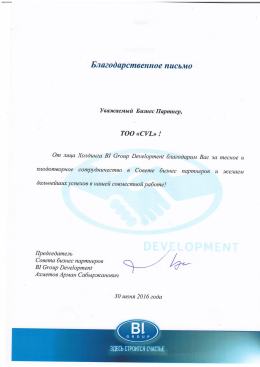 Благодарственное письмо
Уважаемый Бизнес Партнер,
ТОО «CVL» !
От лица Холдинга BI Group Development благодарим Вас за тесное и
плодотворное сотрудничество в Совете бизнес партнеров и желаем
дальнейших успехов в нашей совместной работе!
DEVELOPMENT
Председатель
Совета бизнес партнеров
BI Group Development
Ахметов Арман Сабыржанович
30 июня 2016 года
BI
GROUP
ЗДЕСЬ СТРОИТСЯ СЧАСТЬЕ